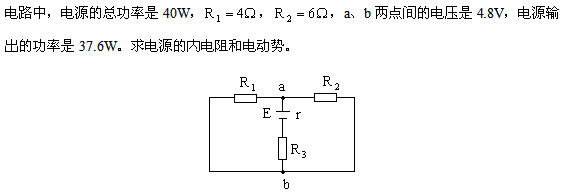 电路中，电源的总功率是 40W，R₁ = 4Ω，R₂ = 6Ω，a、b 两点间的电压是 4.8V，电源输
出的功率是 37.6W。求电源的内电阻和电动势。
R₁ a R₂
E r
R₃
b